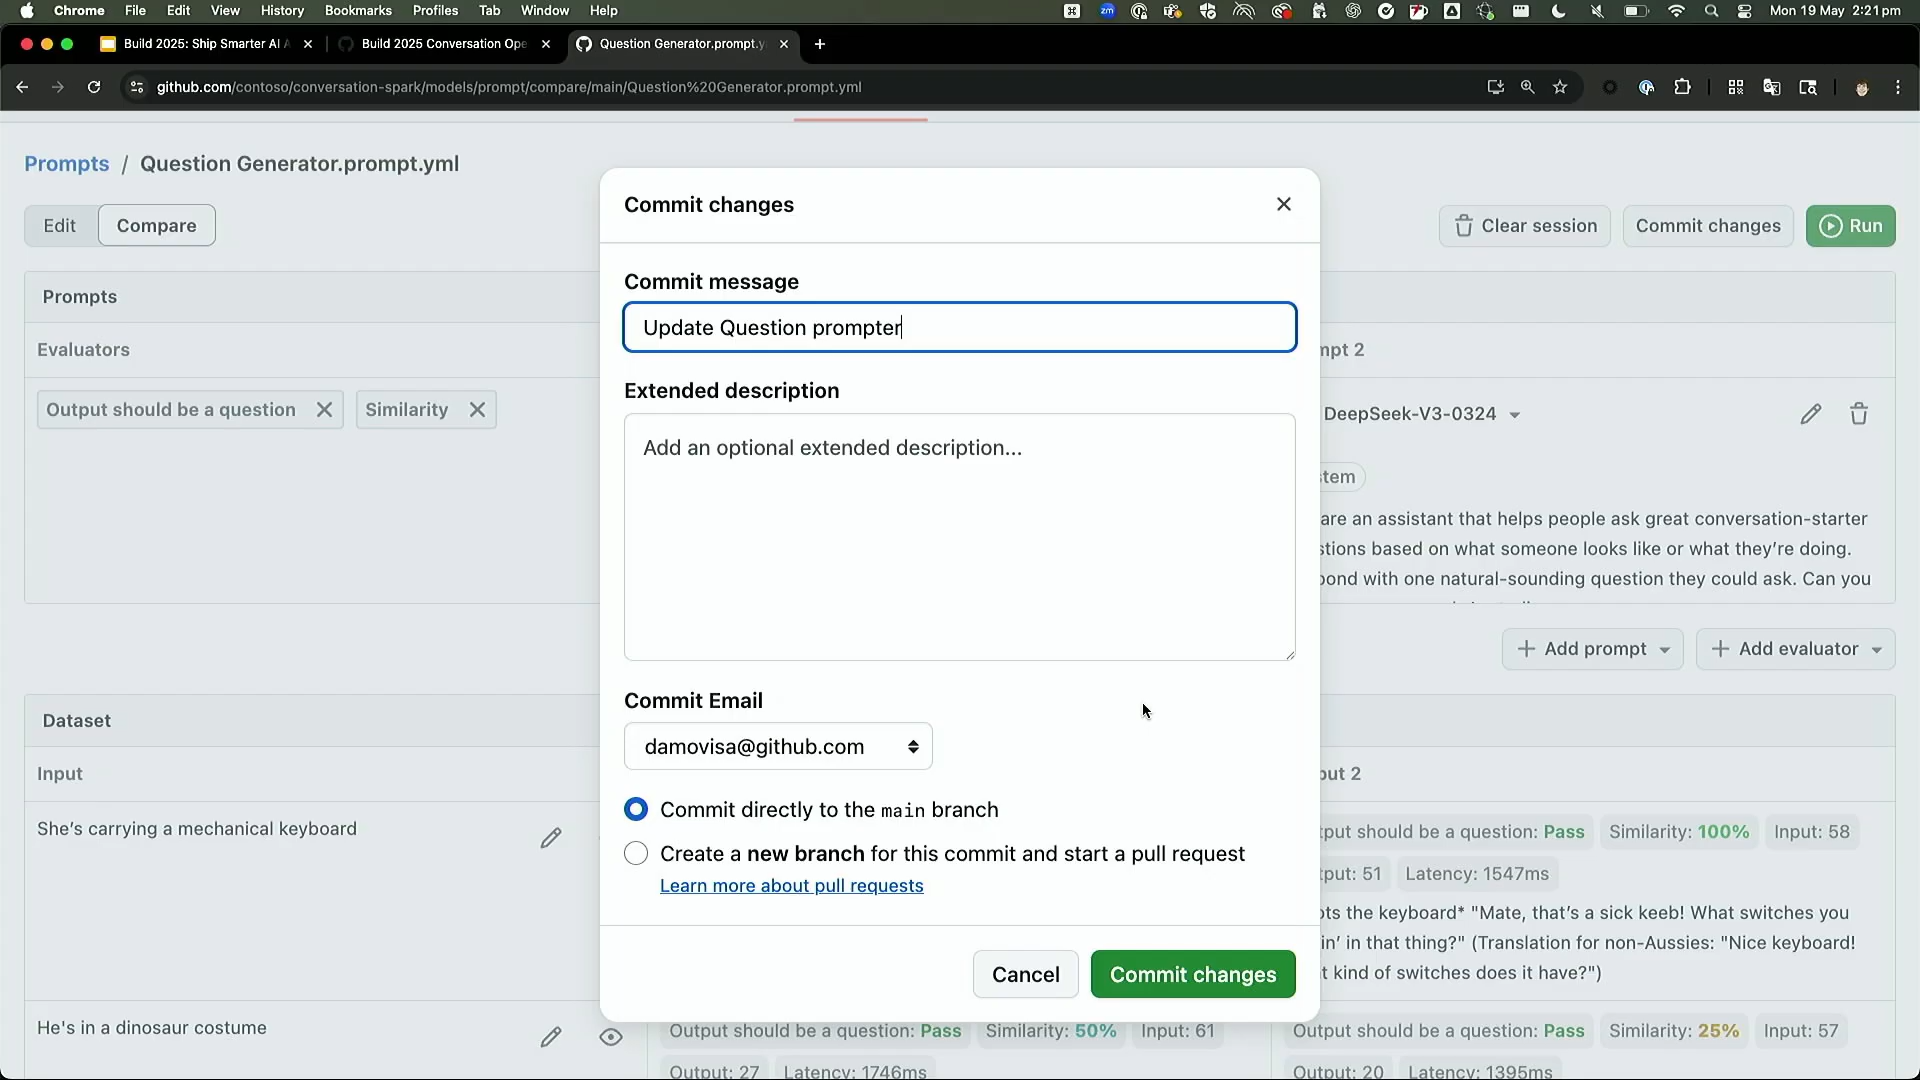 Chrome File Edit View History Bookmarks Profiles Tab Window Help
Mon 19 May 2:21 pm
Build 2025: Ship Smarter AI A
Build 2025 Conversation Ope
Question Generator.prompt.y
github.com/contoso/conversation-spark/models/prompt/compare/main/Question%20Generator.prompt.yml
Prompts / Question Generator.prompt.yml
Edit Compare
Clear session Commit changes Run
Prompts
Evaluators
Output should be a question
Similarity
Commit changes
Commit message
Update Question prompter
Extended description
Add an optional extended description...
Commit Email
damovisa@github.com
Commit directly to the main branch
Create a new branch for this commit and start a pull request
Learn more about pull requests
Cancel Commit changes
mpt 2
DeepSeek-V3-0324
stem
are an assistant that helps people ask great conversation-starter
stions based on what someone looks like or what they’re doing.
pond with one natural-sounding question they could ask. Can you
Add prompt Add evaluator
Dataset
Input
put 2
She’s carrying a mechanical keyboard
tput should be a question: Pass Similarity: 100% Input: 58
tput: 51 Latency: 1547ms
ots the keyboard* "Mate, that’s a sick keeb! What switches you
in’ in that thing?" (Translation for non-Aussies: "Nice keyboard!
t kind of switches does it have?")
He's in a dinosaur costume
Output should be a question: Pass Similarity: 50% Input: 61
Output: 27 Latency: 1746ms
Output should be a question: Pass Similarity: 25% Input: 57
Output: 20 Latency: 1395ms